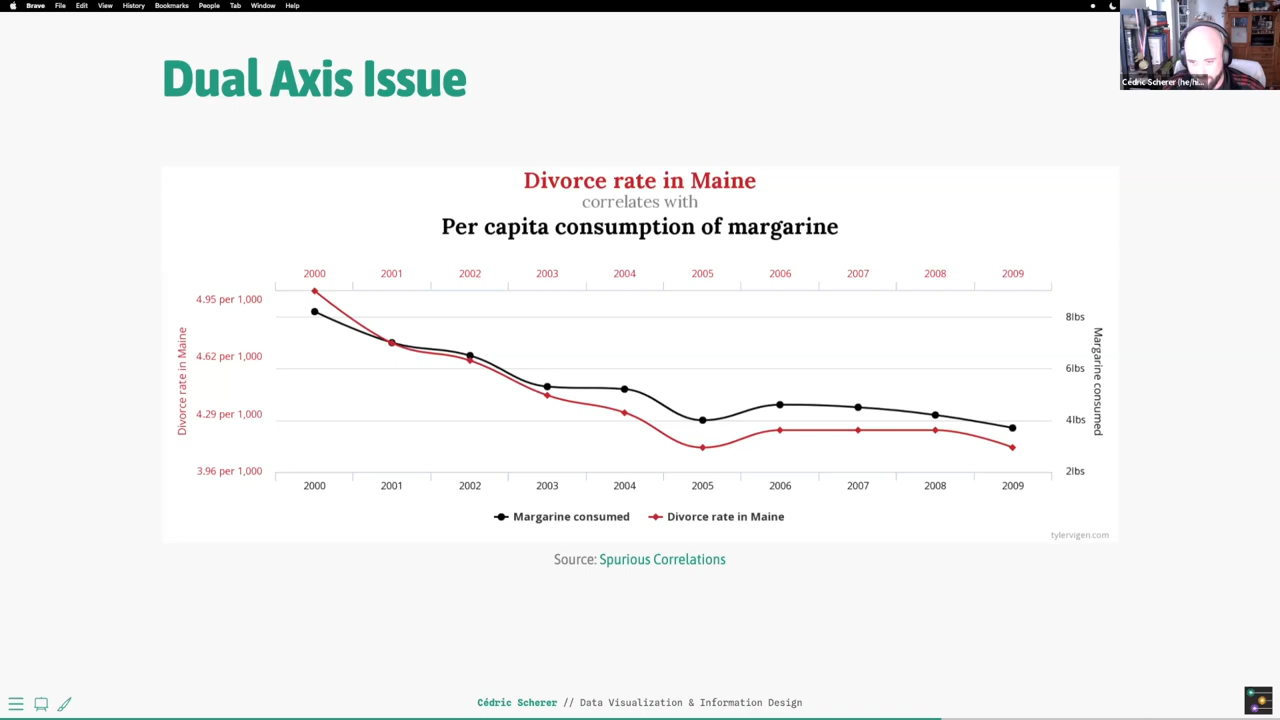 Brave File Edit View History Bookmarks People Tab Window Help
Cédric Scherer (he/hi...
Dual Axis Issue
Divorce rate in Maine
correlates with
Per capita consumption of margarine
2000 2001 2002 2003 2004 2005 2006 2007 2008 2009
4.95 per 1,000
4.62 per 1,000
4.29 per 1,000
3.96 per 1,000
Divorce rate in Maine
8lbs
6lbs
4lbs
2lbs
Margarine consumed
2000 2001 2002 2003 2004 2005 2006 2007 2008 2009
Margarine consumed Divorce rate in Maine
tylervigen.com
Source: Spurious Correlations
Cédric Scherer // Data Visualization & Information Design